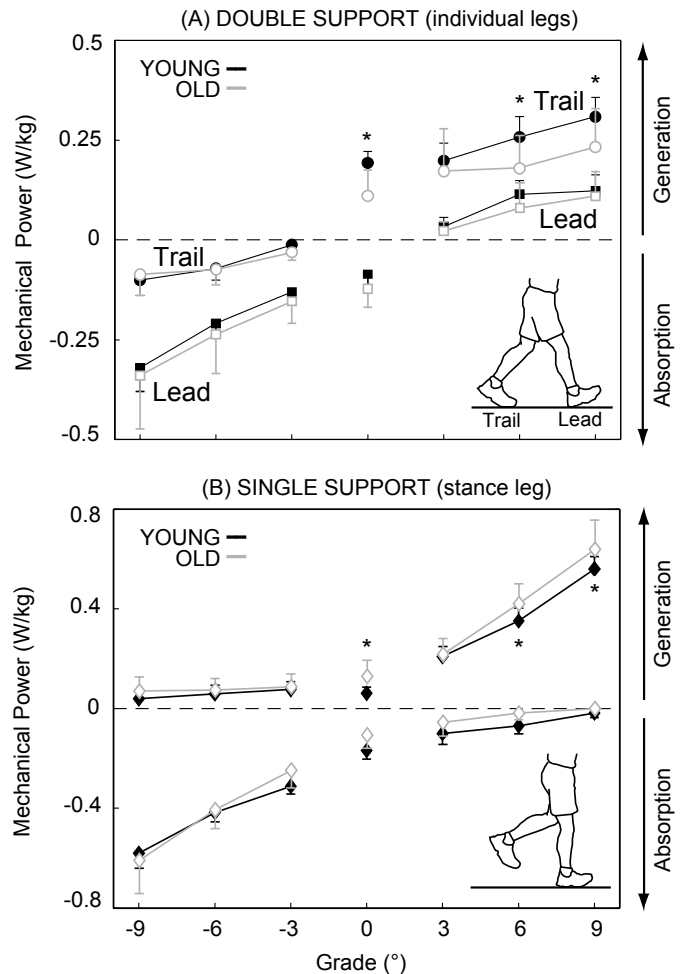 (A) DOUBLE SUPPORT (individual legs)
0.5
YOUNG
OLD
*
*
*
Trail
0.25
Lead
0
Trail
-0.25
Lead
-0.5
Trail Lead
Mechanical Power (W/kg)
Generation
Absorption
(B) SINGLE SUPPORT (stance leg)
0.8
YOUNG
OLD
0.4
*
*
*
0
-0.4
-0.8
Mechanical Power (W/kg)
Generation
Absorption
-9 -6 -3 0 3 6 9
Grade (°)